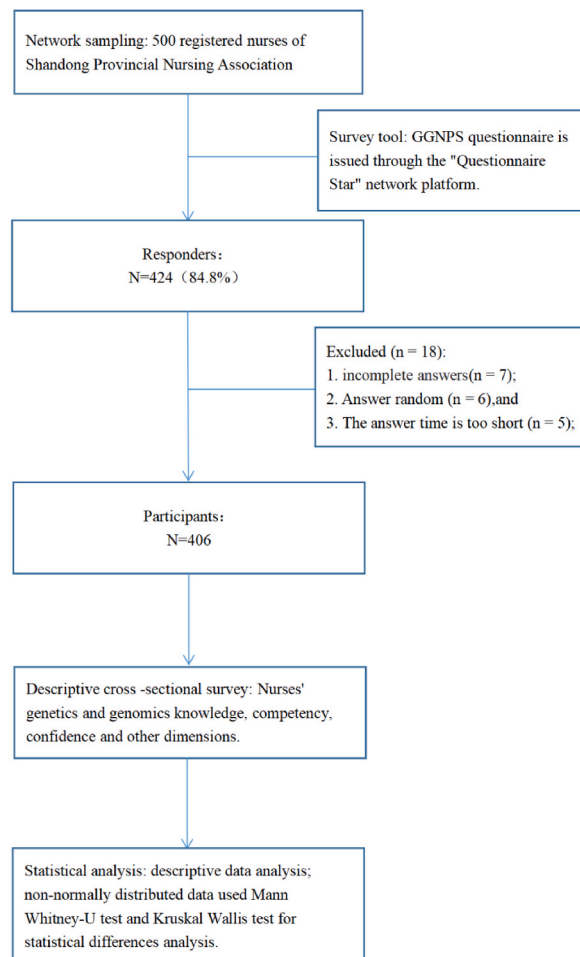 Network sampling: 500 registered nurses of
Shandong Provincial Nursing Association
Survey tool: GGNPS questionnaire is
issued through the "Questionnaire
Star" network platform.
Responders：
N=424（84.8%）
Excluded (n = 18):
1. incomplete answers(n = 7);
2. Answer random (n = 6),and
3. The answer time is too short (n = 5);
Participants：
N=406
Descriptive cross -sectional survey: Nurses'
genetics and genomics knowledge, competency,
confidence and other dimensions.
Statistical analysis: descriptive data analysis;
non-normally distributed data used Mann
Whitney-U test and Kruskal Wallis test for
statistical differences analysis.